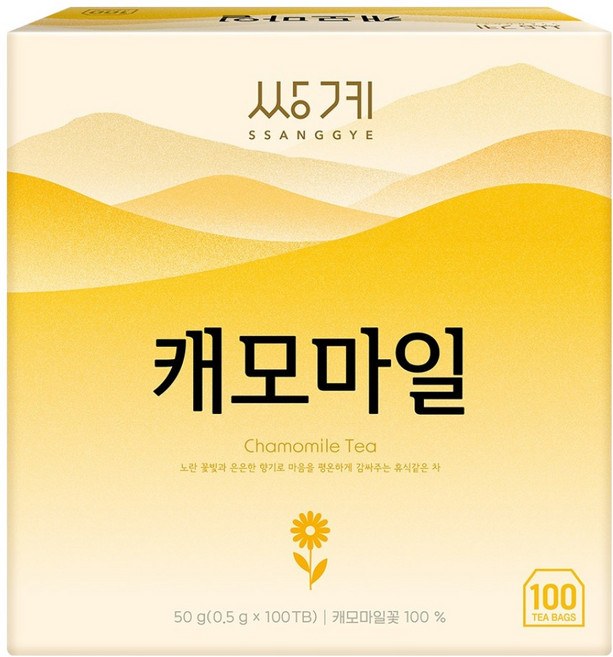 쌍계
SSANGGYE
캐모마일
Chamomile Tea
노란 꽃빛과 은은한 향기로 마음을 평온하게 감싸주는 휴식같은 차
50 g(0.5 g × 100TB) | 캐모마일꽃 100 %
100
TEA BAGS